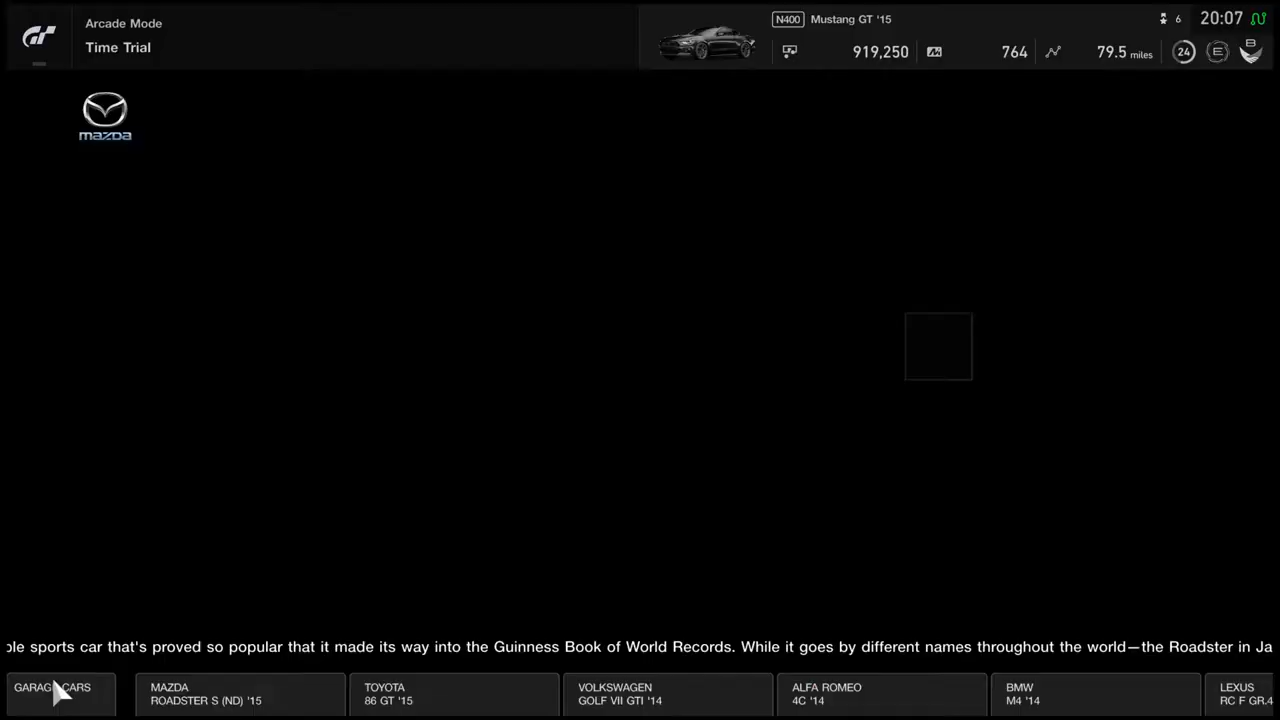 Arcade Mode
Time Trial
N400 Mustang GT '15
6 20:07
919,250 764 79.5 miles 24 E B
mazda
sports car that's proved so popular that it made its way into the Guinness Book of World Records. While it goes by different names throughout the world—the Roadster in
GARAGE CARS
MAZDA
ROADSTER S (ND) '15
TOYOTA
86 GT '15
VOLKSWAGEN
GOLF VII GTI '14
ALFA ROMEO
4C '14
BMW
M4 '14
LEXUS
RC F GR.4